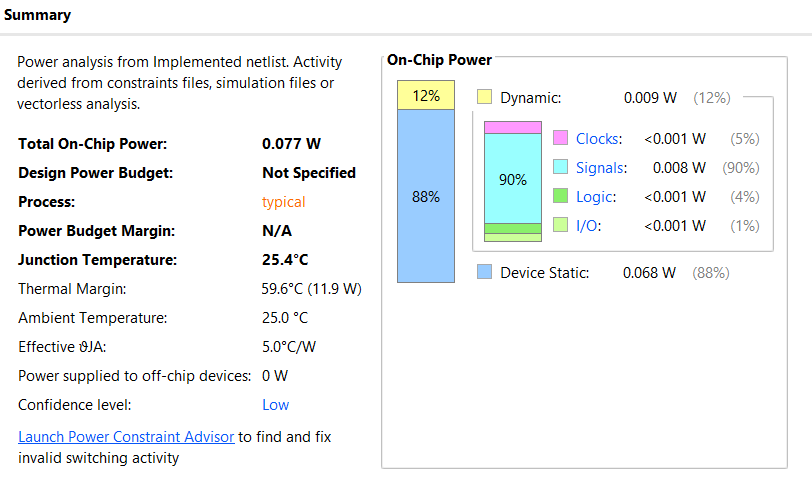 Summary
Power analysis from Implemented netlist. Activity
derived from constraints files, simulation files or
vectorless analysis.
Total On-Chip Power: 0.077 W
Design Power Budget: Not Specified
Process: typical
Power Budget Margin: N/A
Junction Temperature: 25.4°C
Thermal Margin: 59.6°C (11.9 W)
Ambient Temperature: 25.0 °C
Effective ϑJA: 5.0°C/W
Power supplied to off-chip devices: 0 W
Confidence level: Low
Launch Power Constraint Advisor to find and fix
invalid switching activity
On-Chip Power
12%
88%
Dynamic: 0.009 W (12%)
90%
Clocks: <0.001 W (5%)
Signals: 0.008 W (90%)
Logic: <0.001 W (4%)
I/O: <0.001 W (1%)
Device Static: 0.068 W (88%)